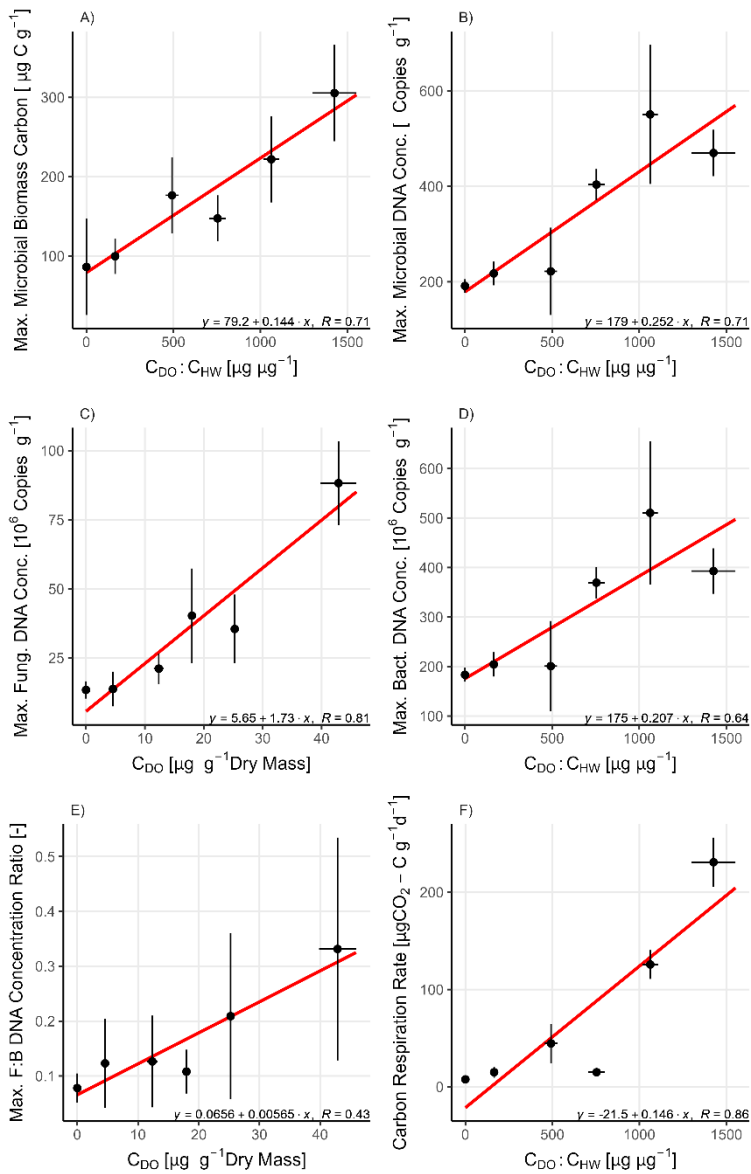 A)
Max. Microbial Biomass Carbon [ µg C g⁻¹]
300
200
100
y = 79.2 + 0.144 · x, R = 0.71
0 500 1000 1500
C_DO : C_HW [µg µg⁻¹]
B)
Max. Microbial DNA Conc. [ Copies g⁻¹]
600
400
200
y = 179 + 0.252 · x, R = 0.71
0 500 1000 1500
C_DO : C_HW [µg µg⁻¹]
C)
Max. Fung. DNA Conc. [10⁶ Copies g⁻¹]
100
75
50
25
y = 5.65 + 1.73 · x, R = 0.81
0 10 20 30 40
C_DO [µg g⁻¹Dry Mass]
D)
Max. Bact. DNA Conc. [10⁶ Copies g⁻¹]
600
500
400
300
200
100
y = 175 + 0.207 · x, R = 0.64
0 500 1000 1500
C_DO : C_HW [µg µg⁻¹]
E)
Max. F:B DNA Concentration Ratio [-]
0.5
0.4
0.3
0.2
0.1
y = 0.0656 + 0.00565 · x, R = 0.43
0 10 20 30 40
C_DO [µg g⁻¹Dry Mass]
F)
Carbon Respiration Rate [µgCO₂ − C g⁻¹d⁻¹]
200
100
0
y = -21.5 + 0.146 · x, R = 0.86
0 500 1000 1500
C_DO : C_HW [µg µg⁻¹]